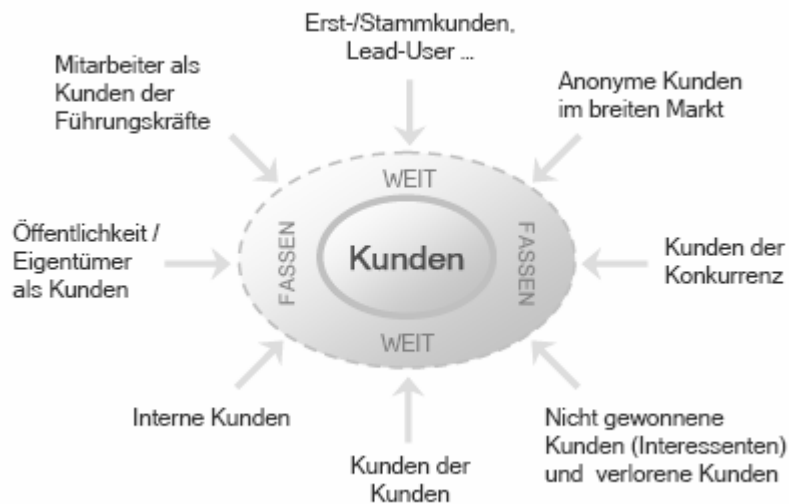 Erst-/Stammkunden,
Lead-User ...
Mitarbeiter als
Kunden der
Führungskräfte
Anonyme Kunden
im breiten Markt
WEIT
Öffentlichkeit /
Eigentümer
als Kunden
FASSEN
Kunden
FASSEN
Kunden der
Konkurrenz
WEIT
Interne Kunden
Kunden der
Kunden
Nicht gewonnene
Kunden (Interessenten)
und verlorene Kunden